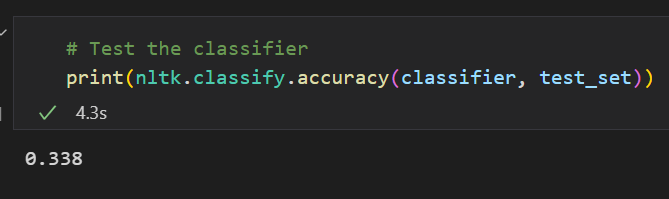 # Test the classifier
print(nltk.classify.accuracy(classifier, test_set))
4.3s
0.338